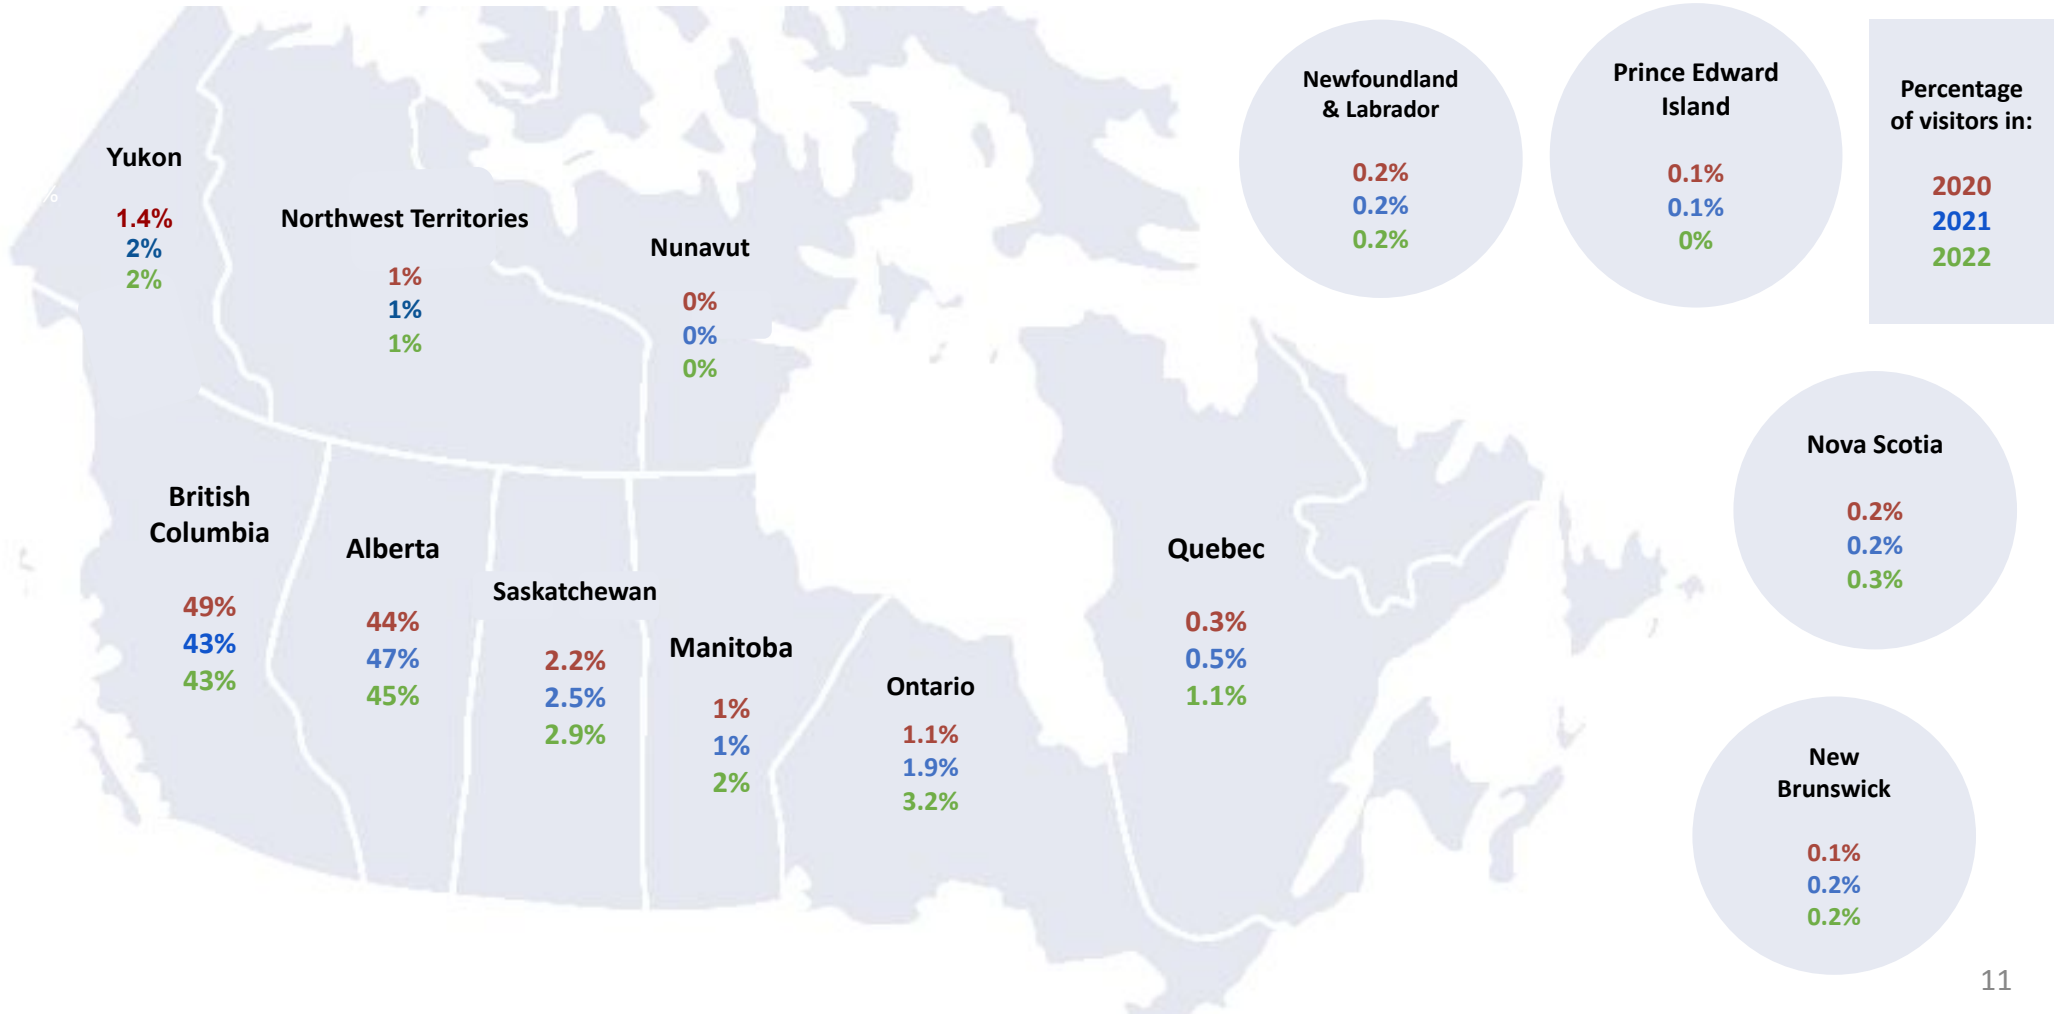 Yukon
1.4%
2%
2%
Northwest Territories
1%
1%
1%
Nunavut
0%
0%
0%
Newfoundland
& Labrador
0.2%
0.2%
0.2%
Prince Edward
Island
0.1%
0.1%
0%
Percentage
of visitors in:
2020
2021
2022
British
Columbia
49%
43%
43%
Alberta
44%
47%
45%
Saskatchewan
2.2%
2.5%
2.9%
Manitoba
1%
1%
2%
Ontario
1.1%
1.9%
3.2%
Quebec
0.3%
0.5%
1.1%
Nova Scotia
0.2%
0.2%
0.3%
New
Brunswick
0.1%
0.2%
0.2%
11